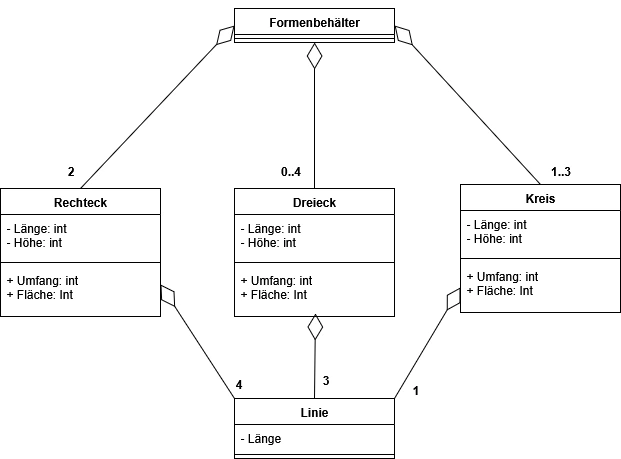 Formenbehälter
2
0..4
1..3
Rechteck
- Länge: int
- Höhe: int
+ Umfang: int
+ Fläche: Int
Dreieck
- Länge: int
- Höhe: int
+ Umfang: int
+ Fläche: Int
Kreis
- Länge: int
- Höhe: int
+ Umfang: int
+ Fläche: Int
4
3
1
Linie
- Länge